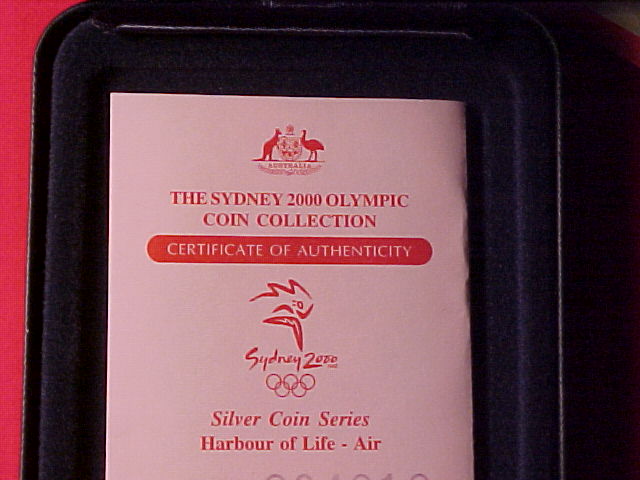 AUSTRALIA
THE SYDNEY 2000 OLYMPIC
COIN COLLECTION
CERTIFICATE OF AUTHENTICITY
Sydney 2000
Silver Coin Series
Harbour of Life - Air